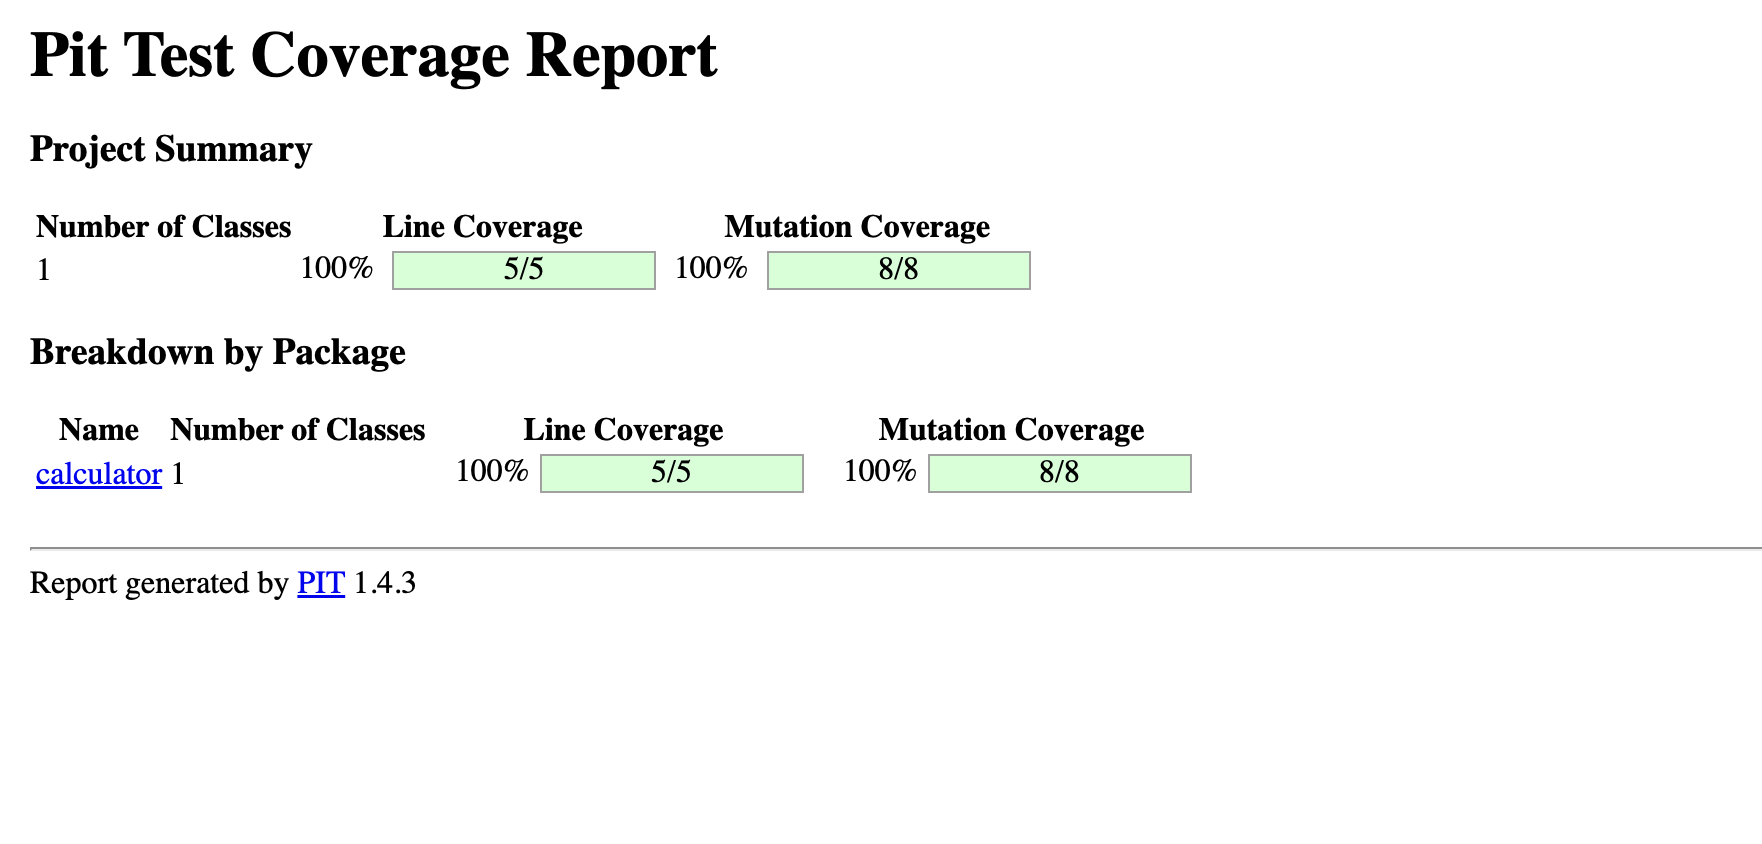 Pit Test Coverage Report
Project Summary
Number of Classes Line Coverage Mutation Coverage
1 100% 5/5 100% 8/8
Breakdown by Package
Name Number of Classes Line Coverage Mutation Coverage
calculator 1 100% 5/5 100% 8/8
Report generated by PIT 1.4.3